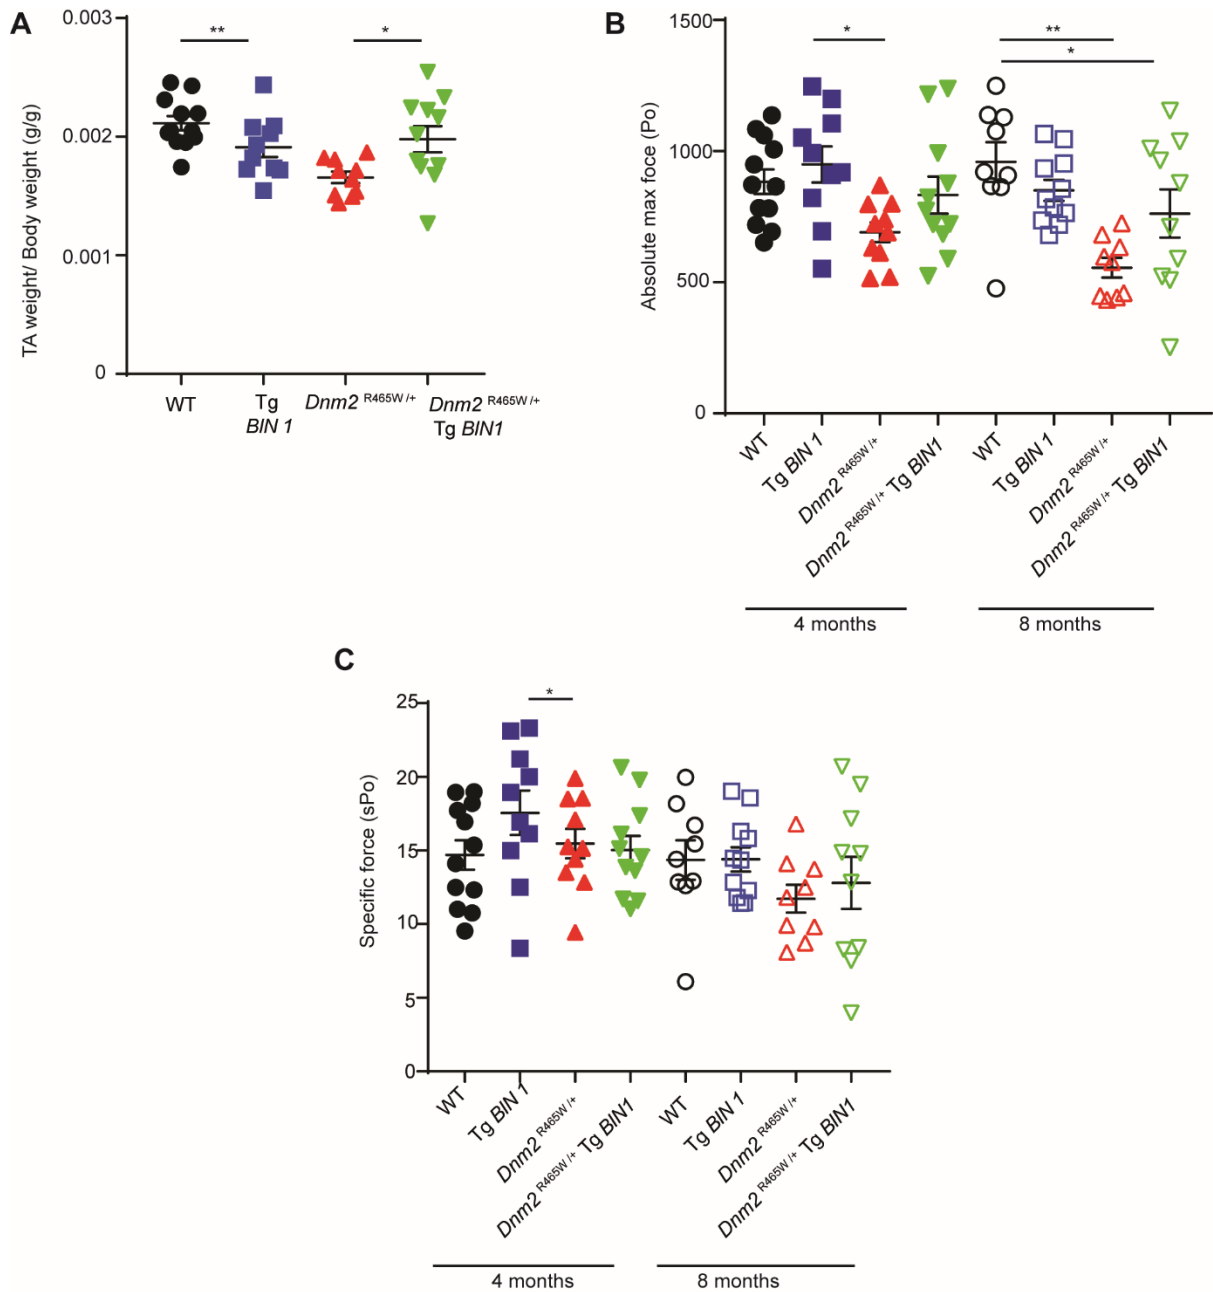 A
0.003
0.002
0.001
0
TA weight/ Body weight (g/g)
**
*
WT
Tg
BIN 1
Dnm2 R465W /+
Dnm2 R465W /+
Tg BIN1
B
1500
1000
500
0
Absolute max foce (Po)
*
**
*
WT
Tg BIN 1
Dnm2 R465W /+
Dnm2 R465W /+ Tg BIN1
WT
Tg BIN 1
Dnm2 R465W /+
Dnm2 R465W /+ Tg BIN1
4 months
8 months
C
25
20
15
10
5
0
Specific force (sPo)
*
WT
Tg BIN 1
Dnm2 R465W /+
Dnm2 R465W /+ Tg BIN1
WT
Tg BIN 1
Dnm2 R465W /+
Dnm2 R465W /+ Tg BIN1
4 months
8 months